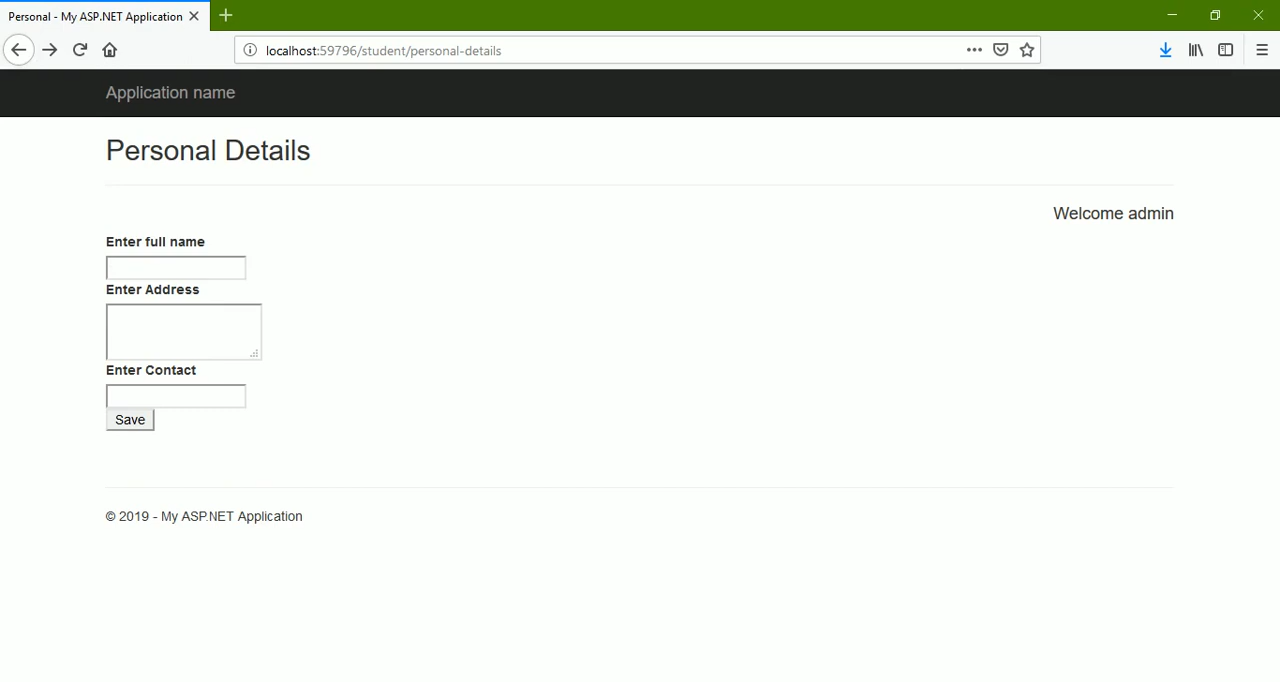 Personal - My ASP.NET Application
localhost:59796/student/personal-details
Application name
Personal Details
Welcome admin
Enter full name
Enter Address
Enter Contact
Save
© 2019 - My ASP.NET Application